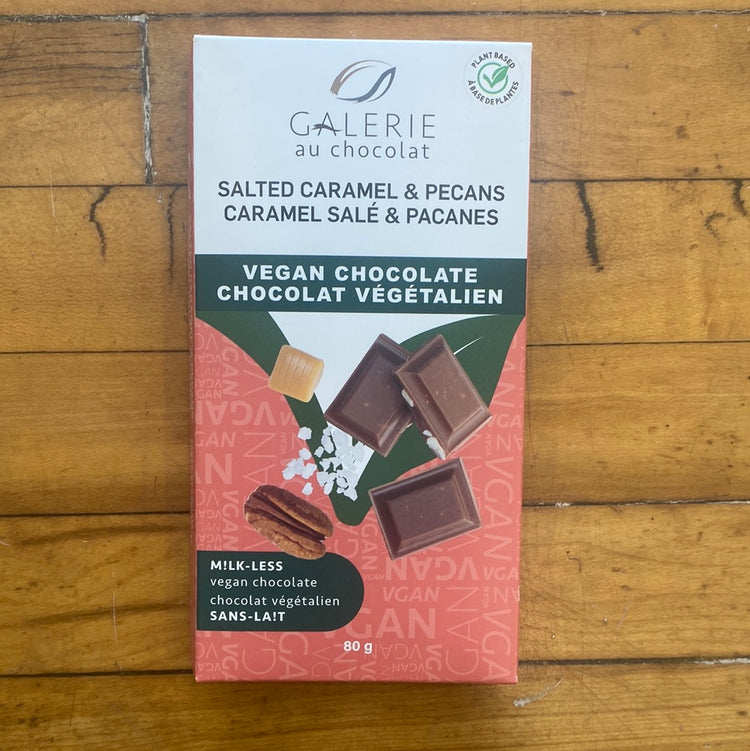 PLANT BASED
À BASE DE PLANTES
GALERIE
au chocolat
SALTED CARAMEL & PECANS
CARAMEL SALÉ & PACANES
VEGAN CHOCOLATE
CHOCOLAT VÉGÉTALIEN
M!LK-LESS
vegan chocolate
chocolat végétalien
SANS-LA!T
80 g
VGAN